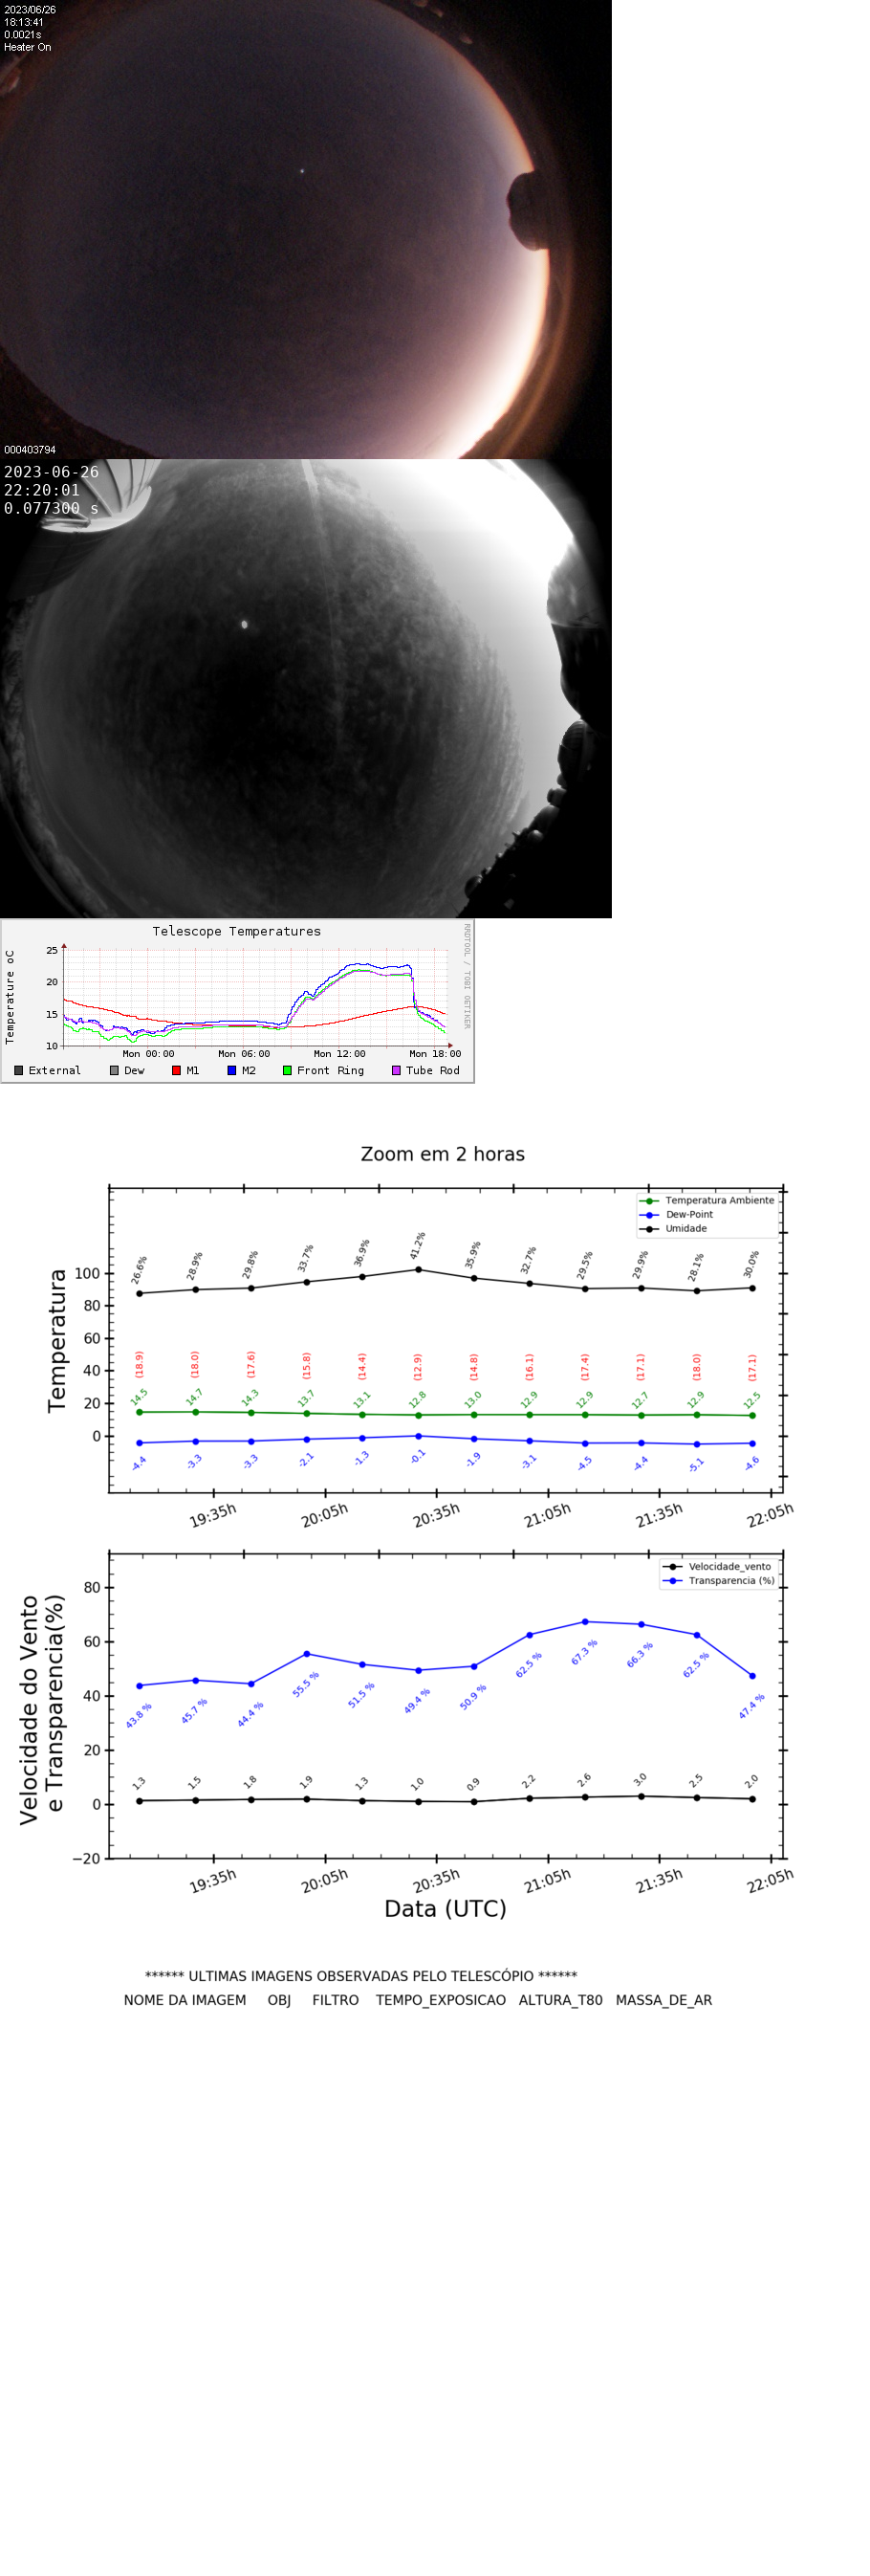 2023/06/26
18:13:41
0.0021s
Heater On
000403794
2023-06-26
22:20:01
0.077300 s
Telescope Temperatures
RRDTOOL / TOBI OETIKER
Temperature oC
25
20
15
10
Mon 00:00 Mon 06:00 Mon 12:00 Mon 18:00
External Dew M1 M2 Front Ring Tube Rod
Zoom em 2 horas
Temperatura Ambiente
Dew-Point
Umidade
Temperatura
100
80
60
40
20
0
26.6% 28.9% 29.8% 33.7% 36.9% 41.2% 35.9% 32.7% 29.5% 29.9% 28.1% 30.0%
(18.9) (18.0) (17.6) (15.8) (14.4) (12.9) (14.8) (16.1) (17.4) (17.1) (18.0) (17.1)
14.5 14.7 14.3 13.7 13.1 12.8 13.0 12.9 12.9 12.7 12.9 12.5
-4.4 -3.3 -3.3 -2.1 -1.3 -0.1 -1.9 -3.1 -4.5 -4.4 -5.1 -4.6
19:35h 20:05h 20:35h 21:05h 21:35h 22:05h
Velocidade_vento
Transparencia (%)
Velocidade do Vento
e Transparencia(%)
80
60
40
20
0
−20
43.8 % 45.7 % 44.4 % 55.5 % 51.5 % 49.4 % 50.9 % 62.5 % 67.3 % 66.3 % 62.5 % 47.4 %
1.3 1.5 1.8 1.9 1.3 1.0 0.9 2.2 2.6 3.0 2.5 2.0
19:35h 20:05h 20:35h 21:05h 21:35h 22:05h
Data (UTC)
****** ULTIMAS IMAGENS OBSERVADAS PELO TELESCÓPIO ******
NOME DA IMAGEM OBJ FILTRO TEMPO_EXPOSICAO ALTURA_T80 MASSA_DE_AR